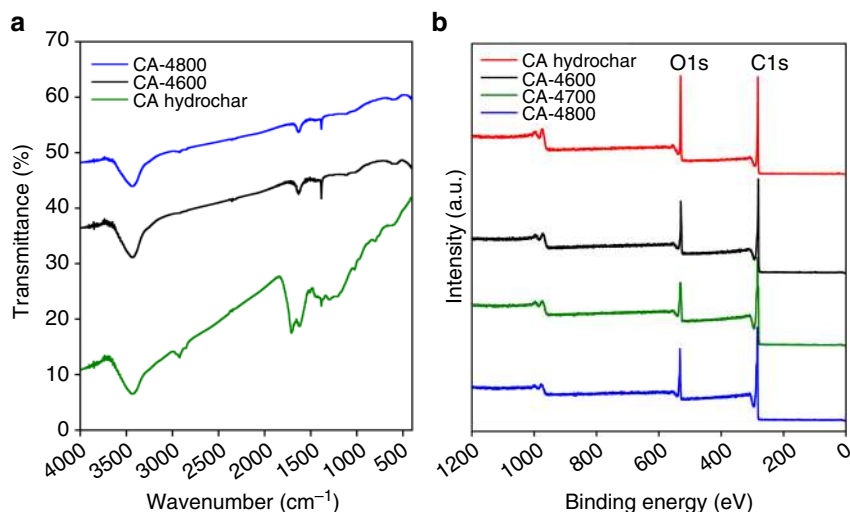 a
70
60
50
40
30
20
10
0
Transmittance (%)
CA-4800
CA-4600
CA hydrochar
4000 3500 3000 2500 2000 1500 1000 500
Wavenumber (cm⁻¹)
b
CA hydrochar
CA-4600
CA-4700
CA-4800
O1s C1s
Intensity (a.u.)
1200 1000 800 600 400 200 0
Binding energy (eV)